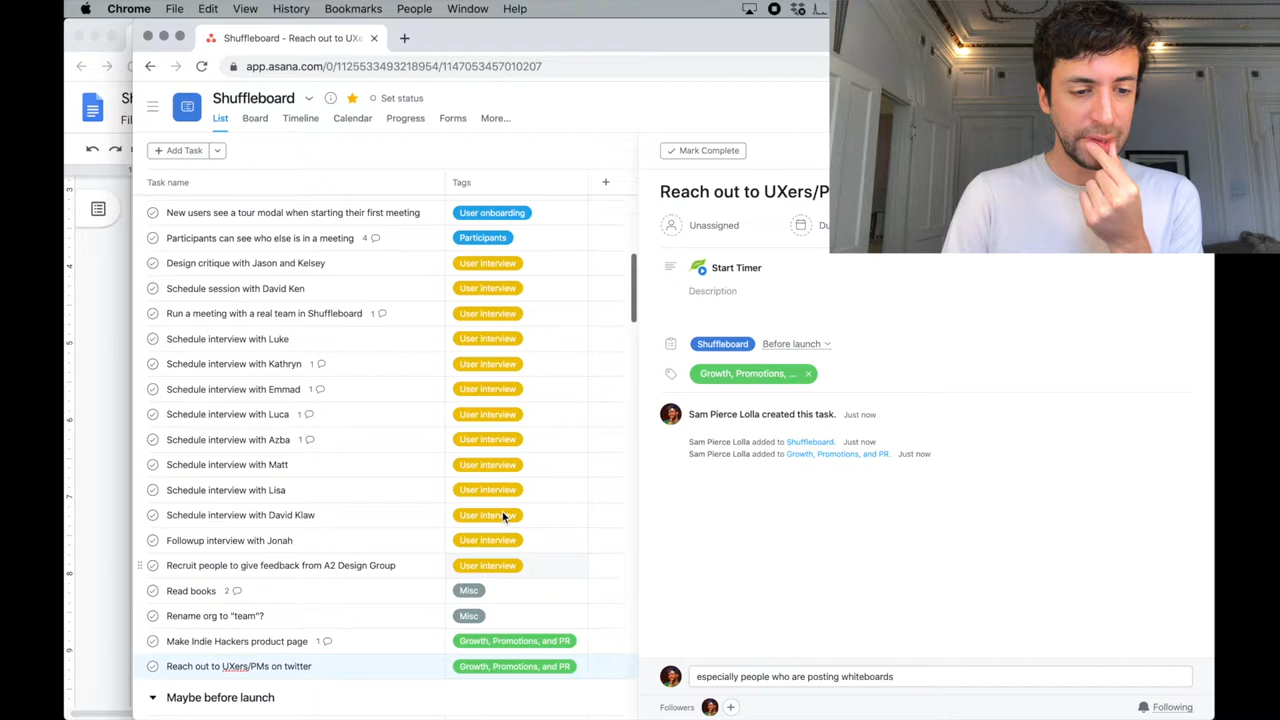 Chrome File Edit View History Bookmarks People Window Help
Shuffleboard - Reach out to UXe
app.asana.com/0/1125533493218954/1147053457010207
Shuffleboard Set status
List Board Timeline Calendar Progress Forms More...
+ Add Task
Mark Complete
Task name Tags +
Reach out to UXers/P
New users see a tour modal when starting their first meeting User onboarding
Unassigned
Participants can see who else is in a meeting 4 Participants
Design critique with Jason and Kelsey User interview
Start Timer
Schedule session with David Ken User interview
Description
Run a meeting with a real team in Shuffleboard 1 User interview
Schedule interview with Luke User interview
Shuffleboard Before launch
Schedule interview with Kathryn 1 User interview
Growth, Promotions, ... ×
Schedule interview with Emmad 1 User interview
Schedule interview with Luca 1 User interview
Sam Pierce Lolla created this task. Just now
Schedule interview with Azba 1 User interview
Sam Pierce Lolla added to Shuffleboard. Just now
Sam Pierce Lolla added to Growth, Promotions, and PR. Just now
Schedule interview with Matt User interview
Schedule interview with Lisa User interview
Schedule interview with David Klaw User interview
Followup interview with Jonah User interview
Recruit people to give feedback from A2 Design Group User interview
Read books 2 Misc
Rename org to "team"? Misc
Make Indie Hackers product page 1 Growth, Promotions, and PR
Reach out to UXers/PMs on twitter Growth, Promotions, and PR
especially people who are posting whiteboards
Maybe before launch
Followers + Following
3
4
5
6
7
8
9